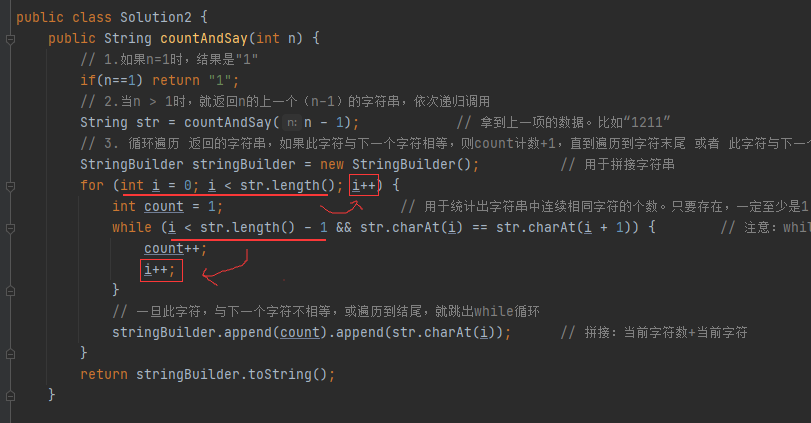 public class Solution2 {
    public String countAndSay(int n) {
        // 1.如果n=1时，结果是"1"
        if(n==1) return "1";
        // 2.当n > 1时，就返回n的上一个（n-1）的字符串，依次递归调用
        String str = countAndSay( n: n - 1);            // 拿到上一项的数据。比如“1211”
        // 3. 循环遍历 返回的字符串，如果此字符与下一个字符相等，则count计数+1，直到遍历到字符末尾 或者 此字符与下一
        StringBuilder stringBuilder = new StringBuilder();          // 用于拼接字符串
        for (int i = 0; i < str.length(); i++) {
            int count = 1;                      // 用于统计出字符串中连续相同字符的个数。只要存在，一定至少是1
            while (i < str.length() - 1 && str.charAt(i) == str.charAt(i + 1)) {        // 注意：whil
                count++;
                i++;
            }
            // 一旦此字符，与下一个字符不相等，或遍历到结尾，就跳出while循环
            stringBuilder.append(count).append(str.charAt(i));      // 拼接：当前字符数+当前字符
        }
        return stringBuilder.toString();
    }